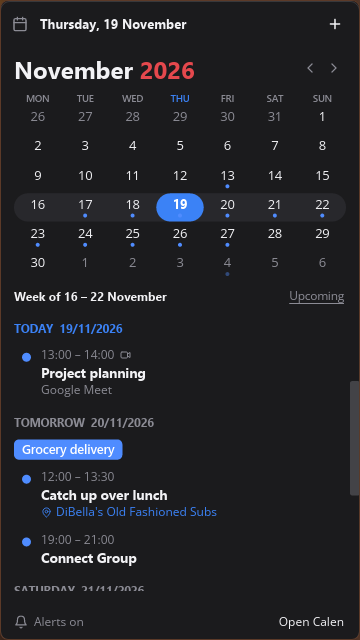 Thursday, 19 November
November 2026
MON TUE WED THU FRI SAT SUN
26 27 28 29 30 31 1
2 3 4 5 6 7 8
9 10 11 12 13 14 15
16 17 18 19 20 21 22
23 24 25 26 27 28 29
30 1 2 3 4 5 6
Week of 16 – 22 November Upcoming
TODAY 19/11/2026
13:00 – 14:00
Project planning
Google Meet
TOMORROW 20/11/2026
Grocery delivery
12:00 – 13:30
Catch up over lunch
DiBella's Old Fashioned Subs
19:00 – 21:00
Connect Group
SATURDAY 21/11/2026
Alerts on Open Calen